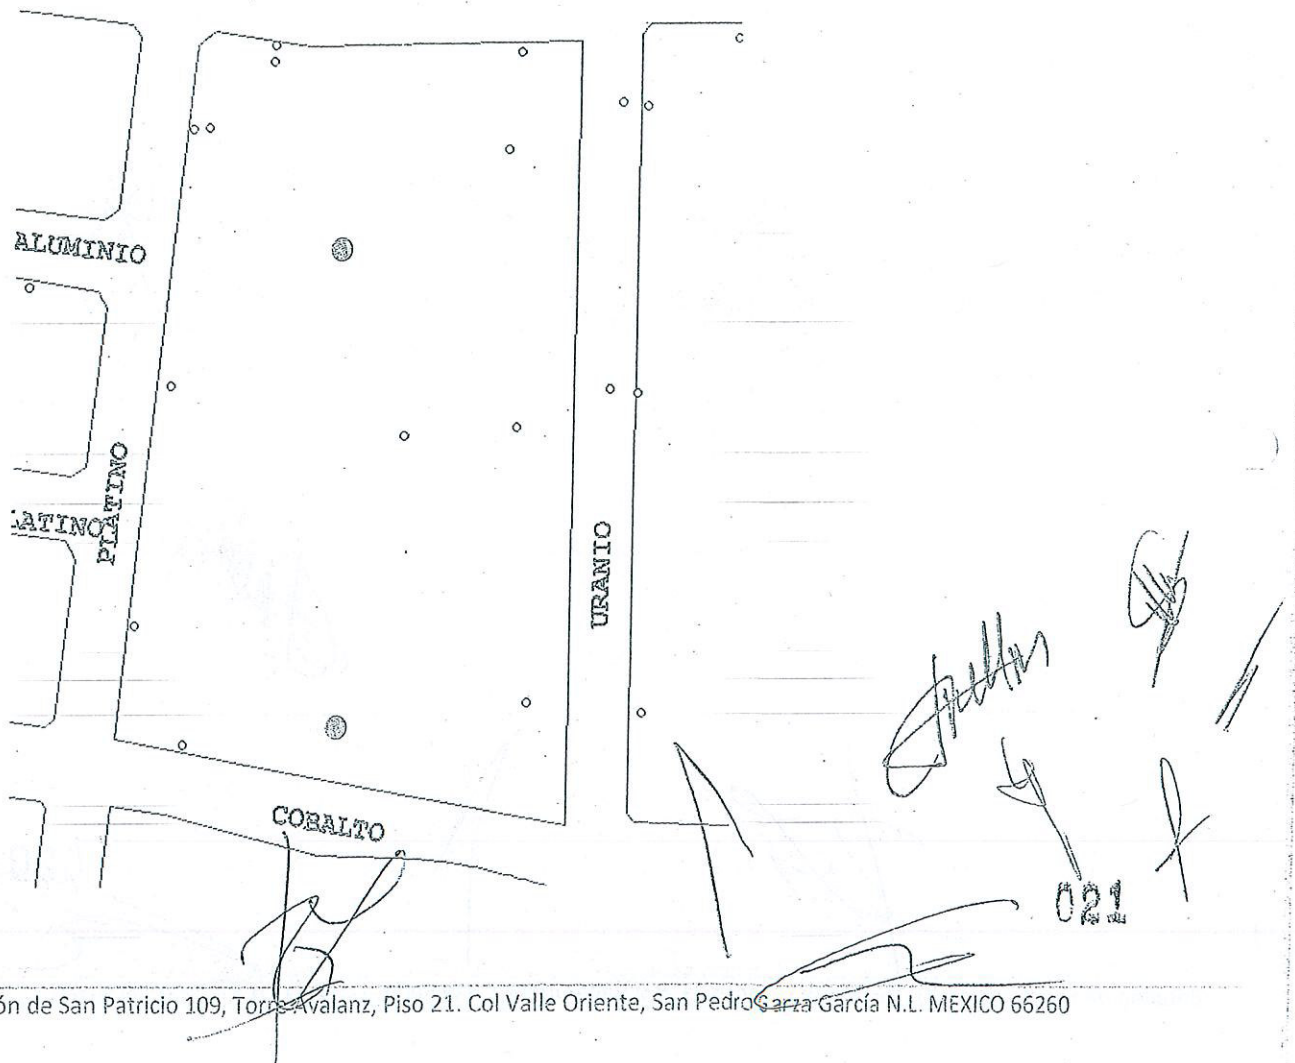 ALUMINIO
PLATINO
LATINO
URANIO
COBALTO
021
ón de San Patricio 109, Torre Avalanz, Piso 21. Col Valle Oriente, San Pedro Garza García N.L. MEXICO 66260